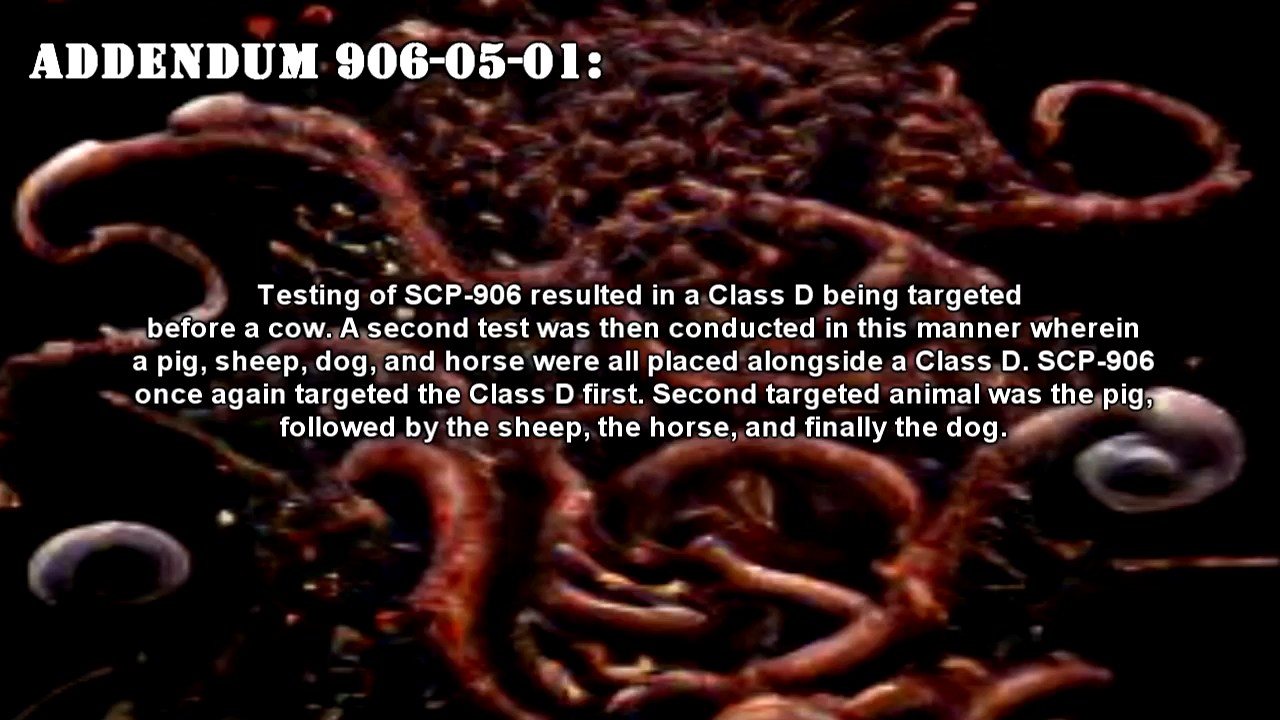 ADDENDUM 906-05-01:
Testing of SCP-906 resulted in a Class D being targeted
before a cow. A second test was then conducted in this manner wherein
a pig, sheep, dog, and horse were all placed alongside a Class D. SCP-906
once again targeted the Class D first. Second targeted animal was the pig,
followed by the sheep, the horse, and finally the dog.